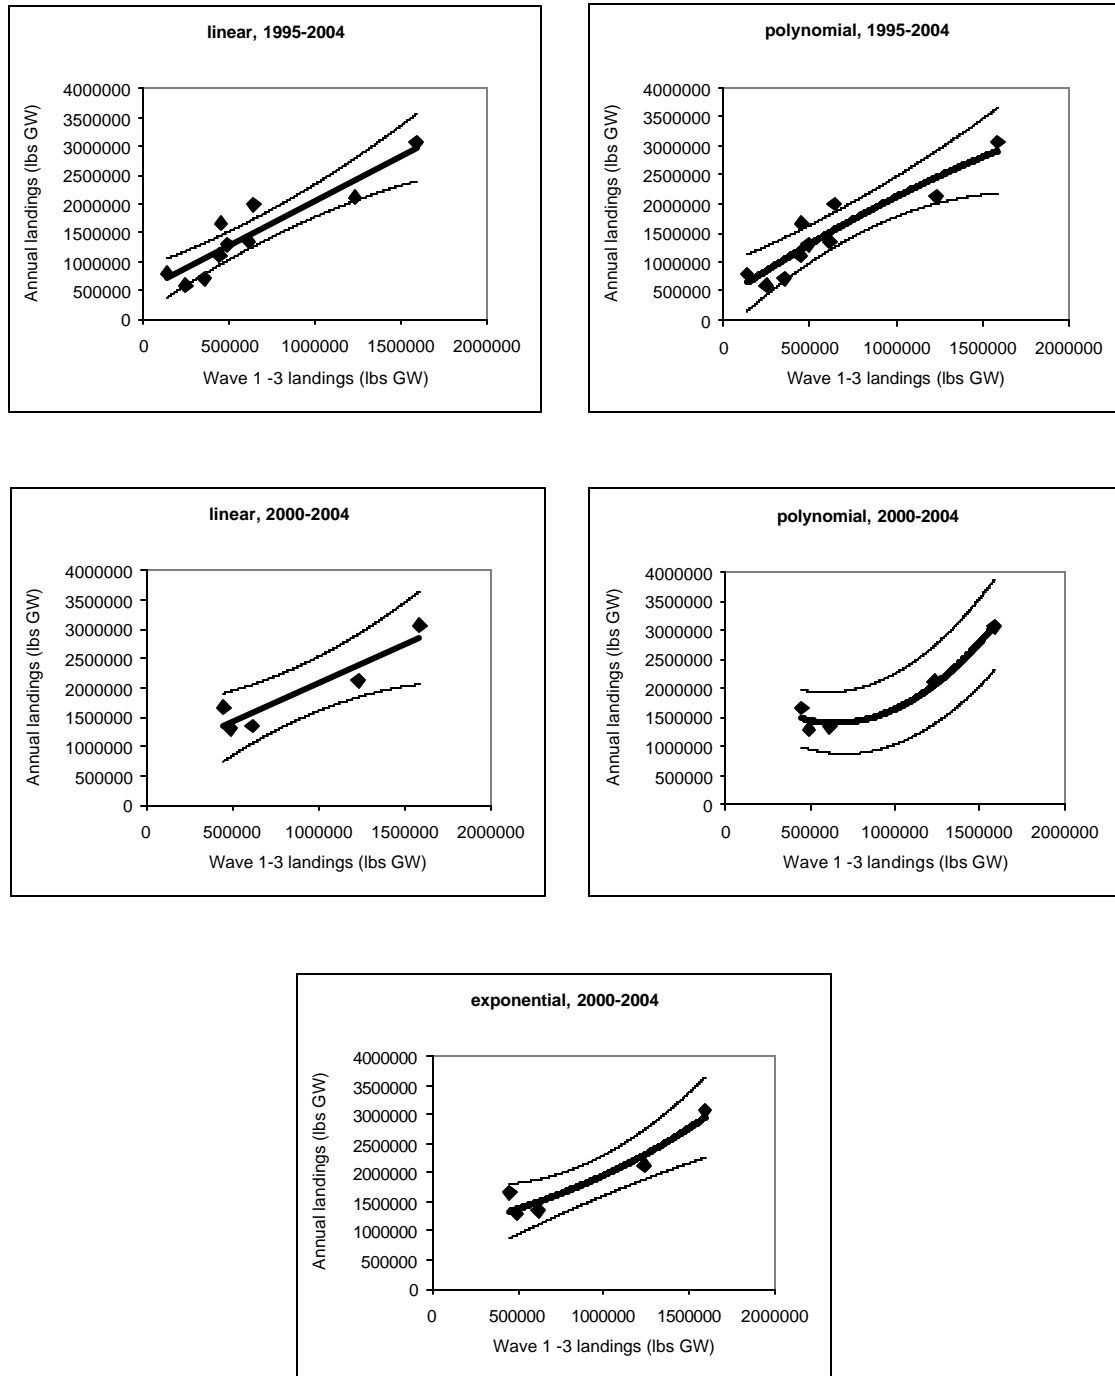 linear, 1995-2004
Annual landings (lbs GW)
4000000
3500000
3000000
2500000
2000000
1500000
1000000
500000
0
0 500000 1000000 1500000 2000000
Wave 1 -3 landings (lbs GW)
polynomial, 1995-2004
Annual landings (lbs GW)
4000000
3500000
3000000
2500000
2000000
1500000
1000000
500000
0
0 500000 1000000 1500000 2000000
Wave 1-3 landings (lbs GW)
linear, 2000-2004
Annual landings (lbs GW)
4000000
3500000
3000000
2500000
2000000
1500000
1000000
500000
0
0 500000 1000000 1500000 2000000
Wave 1-3 landings (lbs GW)
polynomial, 2000-2004
Annual landings (lbs GW)
4000000
3500000
3000000
2500000
2000000
1500000
1000000
500000
0
0 500000 1000000 1500000 2000000
Wave 1 -3 landings (lbs GW)
exponential, 2000-2004
Annual landings (lbs GW)
4000000
3500000
3000000
2500000
2000000
1500000
1000000
500000
0
0 500000 1000000 1500000 2000000
Wave 1 -3 landings (lbs GW)